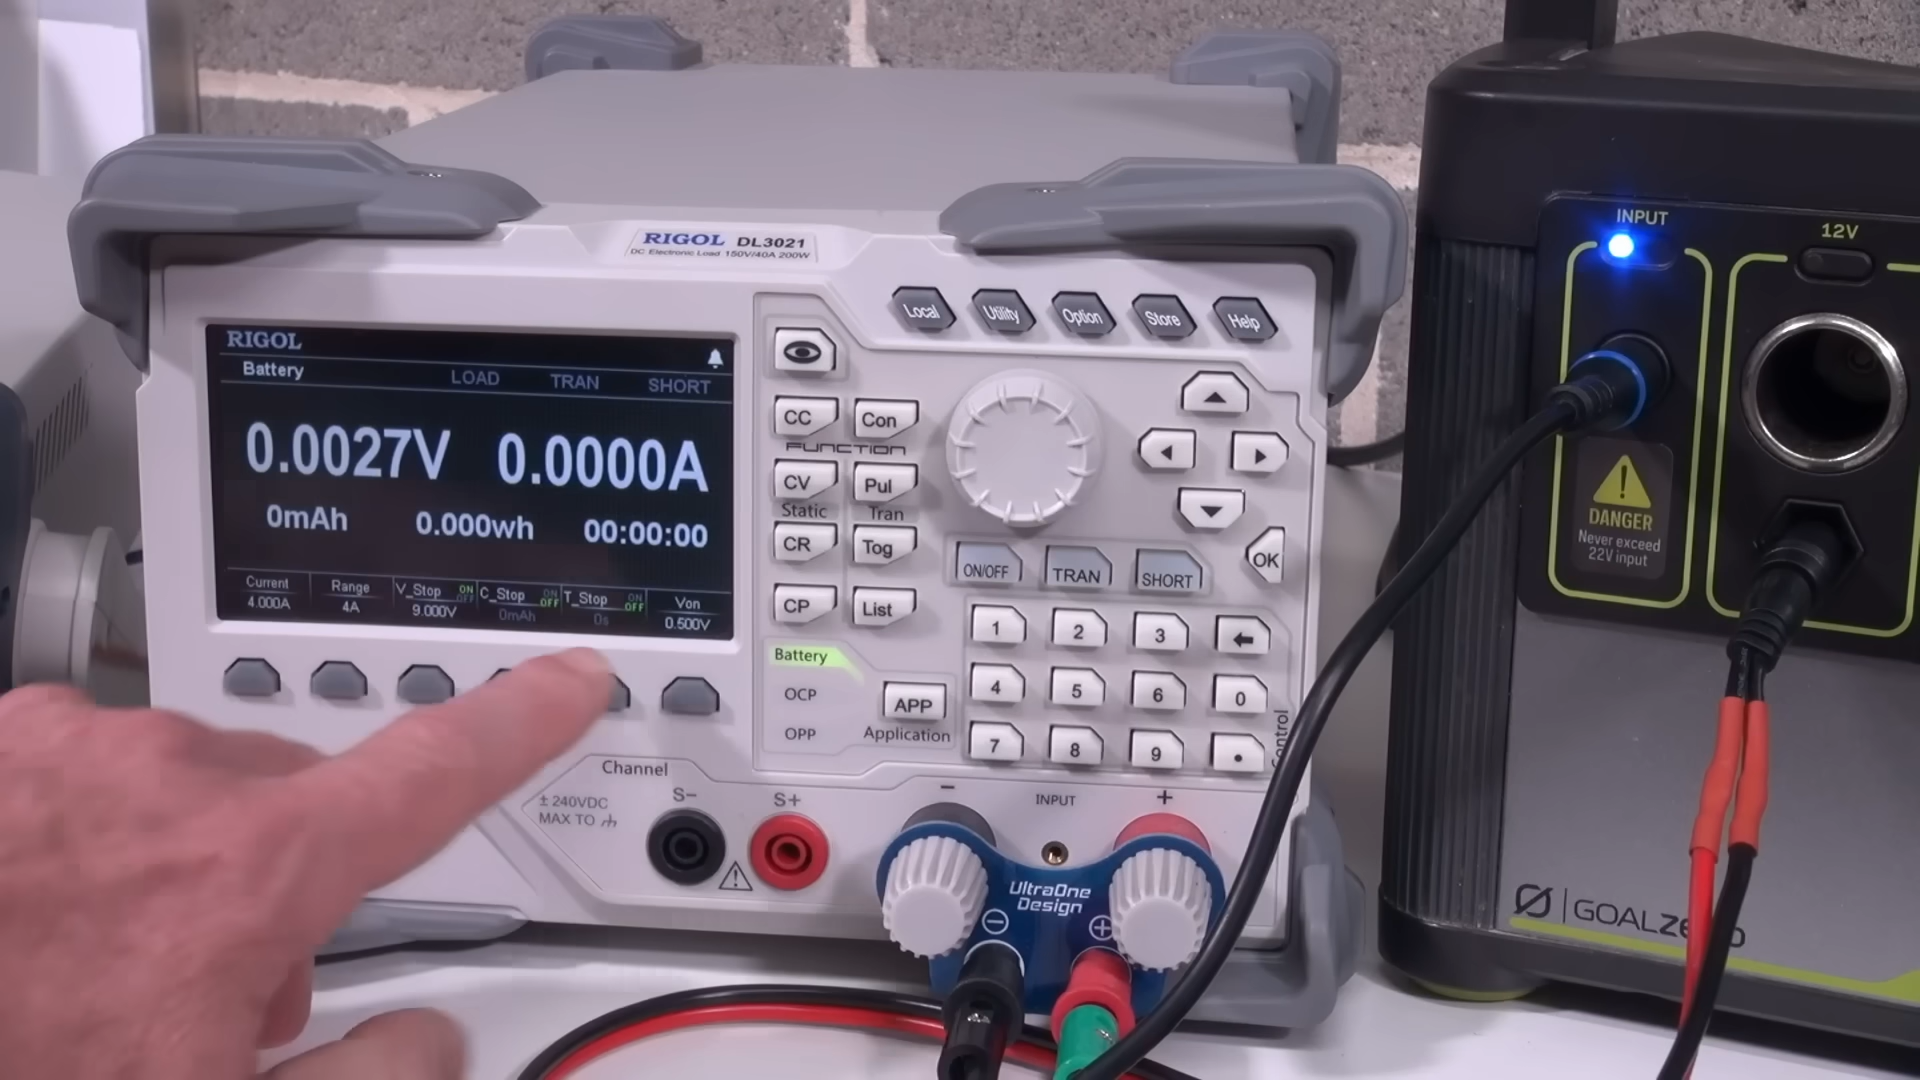 RIGOL DL3021
DC Electronic Load 150V/40A 200W
RIGOL
Battery LOAD TRAN SHORT
0.0027V 0.0000A
0mAh 0.000wh 00:00:00
Current Range V_Stop ON OFF C_Stop ON OFF T_Stop ON OFF Von
4.000A 4A 9.000V 0mAh 0s 0.500V
Local Utility Option Store Help
CC Con
FUNCTION
CV Pul
Static Tran
CR Tog
CP List
Battery
OCP
OPP
APP
Application
ON/OFF TRAN SHORT
OK
1 2 3
4 5 6 0
7 8 9 .
Control
Channel
± 240VDC
MAX TO
S- S+
- INPUT +
UltraOne
Design
- +
INPUT
12V
DANGER
Never exceed
22V input
GOALZERO